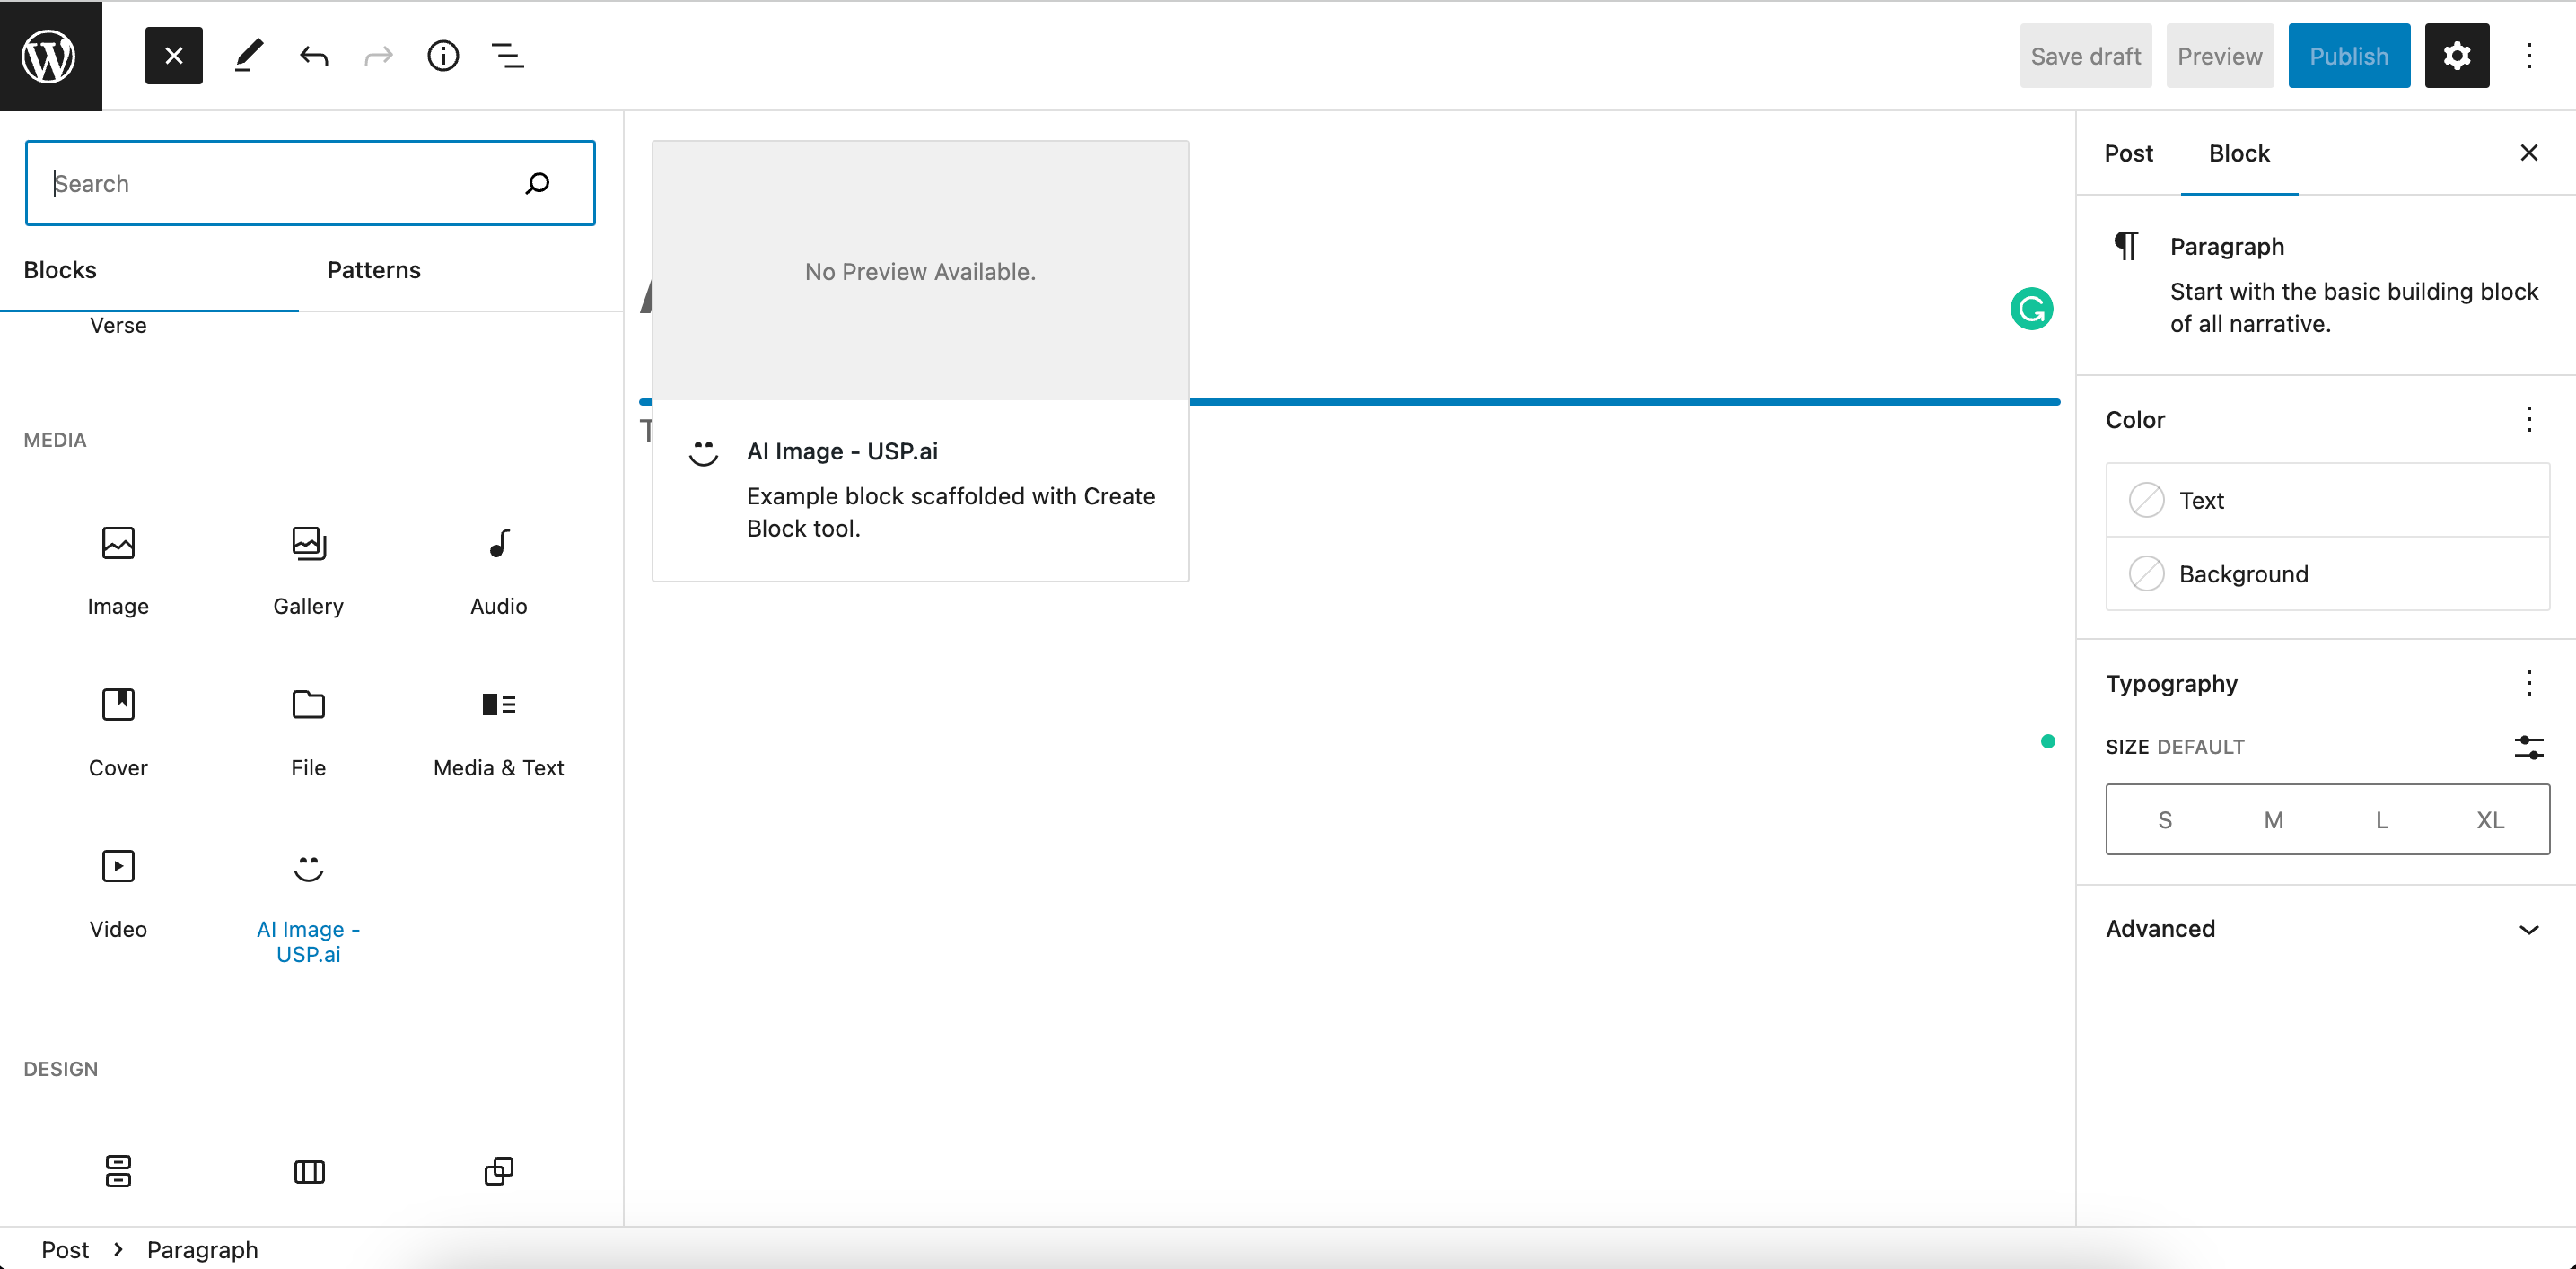 Save draft
Preview
Publish
Search
Blocks
Patterns
Verse
MEDIA
Image
Gallery
Audio
Cover
File
Media & Text
Video
AI Image -
USP.ai
DESIGN
No Preview Available.
AI Image - USP.ai
Example block scaffolded with Create
Block tool.
Post
Block
Paragraph
Start with the basic building block
of all narrative.
Color
Text
Background
Typography
SIZE DEFAULT
S M L XL
Advanced
Post > Paragraph